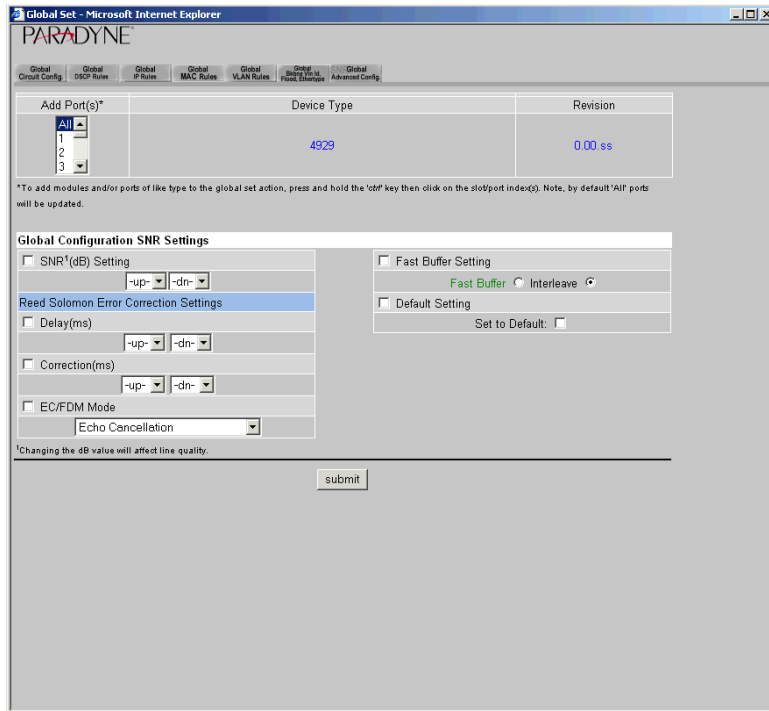 Global Set - Microsoft Internet Explorer
PARADYNE
Global Circuit Config.
Global DSCP Rules
Global IP Rules
Global MAC Rules
Global VLAN Rules
Global Flood, Ethertype
Global Advanced Config.
Add Port(s)* Device Type Revision
All
1
2
3
4929
0.00.ss
*To add modules and/or ports of like type to the global set action, press and hold the 'ctrl' key then click on the slot/port index(s). Note, by default 'All' ports
will be updated.
Global Configuration SNR Settings
SNR¹(dB) Setting
-up- -dn-
Reed Solomon Error Correction Settings
Delay(ms)
-up- -dn-
Correction(ms)
-up- -dn-
EC/FDM Mode
Echo Cancellation
Fast Buffer Setting
Fast Buffer Interleave
Default Setting
Set to Default:
¹Changing the dB value will affect line quality.
submit